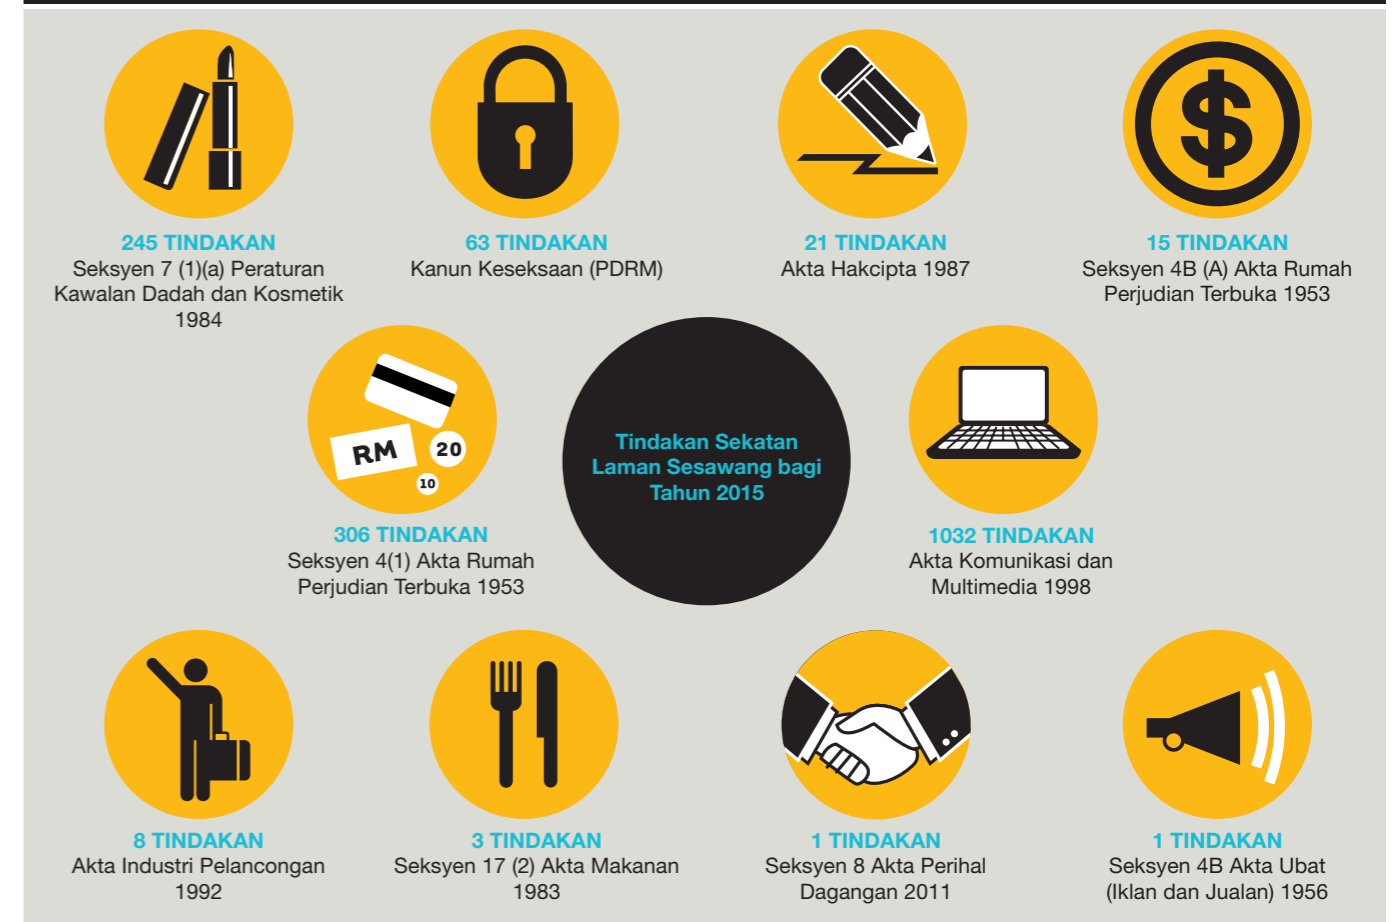 245 TINDAKAN
Seksyen 7 (1)(a) Peraturan
Kawalan Dadah dan Kosmetik
1984
63 TINDAKAN
Kanun Keseksaan (PDRM)
21 TINDAKAN
Akta Hakcipta 1987
15 TINDAKAN
Seksyen 4B (A) Akta Rumah
Perjudian Terbuka 1953
RM
20
10
306 TINDAKAN
Seksyen 4(1) Akta Rumah
Perjudian Terbuka 1953
Tindakan Sekatan
Laman Sesawang bagi
Tahun 2015
1032 TINDAKAN
Akta Komunikasi dan
Multimedia 1998
8 TINDAKAN
Akta Industri Pelancongan
1992
3 TINDAKAN
Seksyen 17 (2) Akta Makanan
1983
1 TINDAKAN
Seksyen 8 Akta Perihal
Dagangan 2011
1 TINDAKAN
Seksyen 4B Akta Ubat
(Iklan dan Jualan) 1956